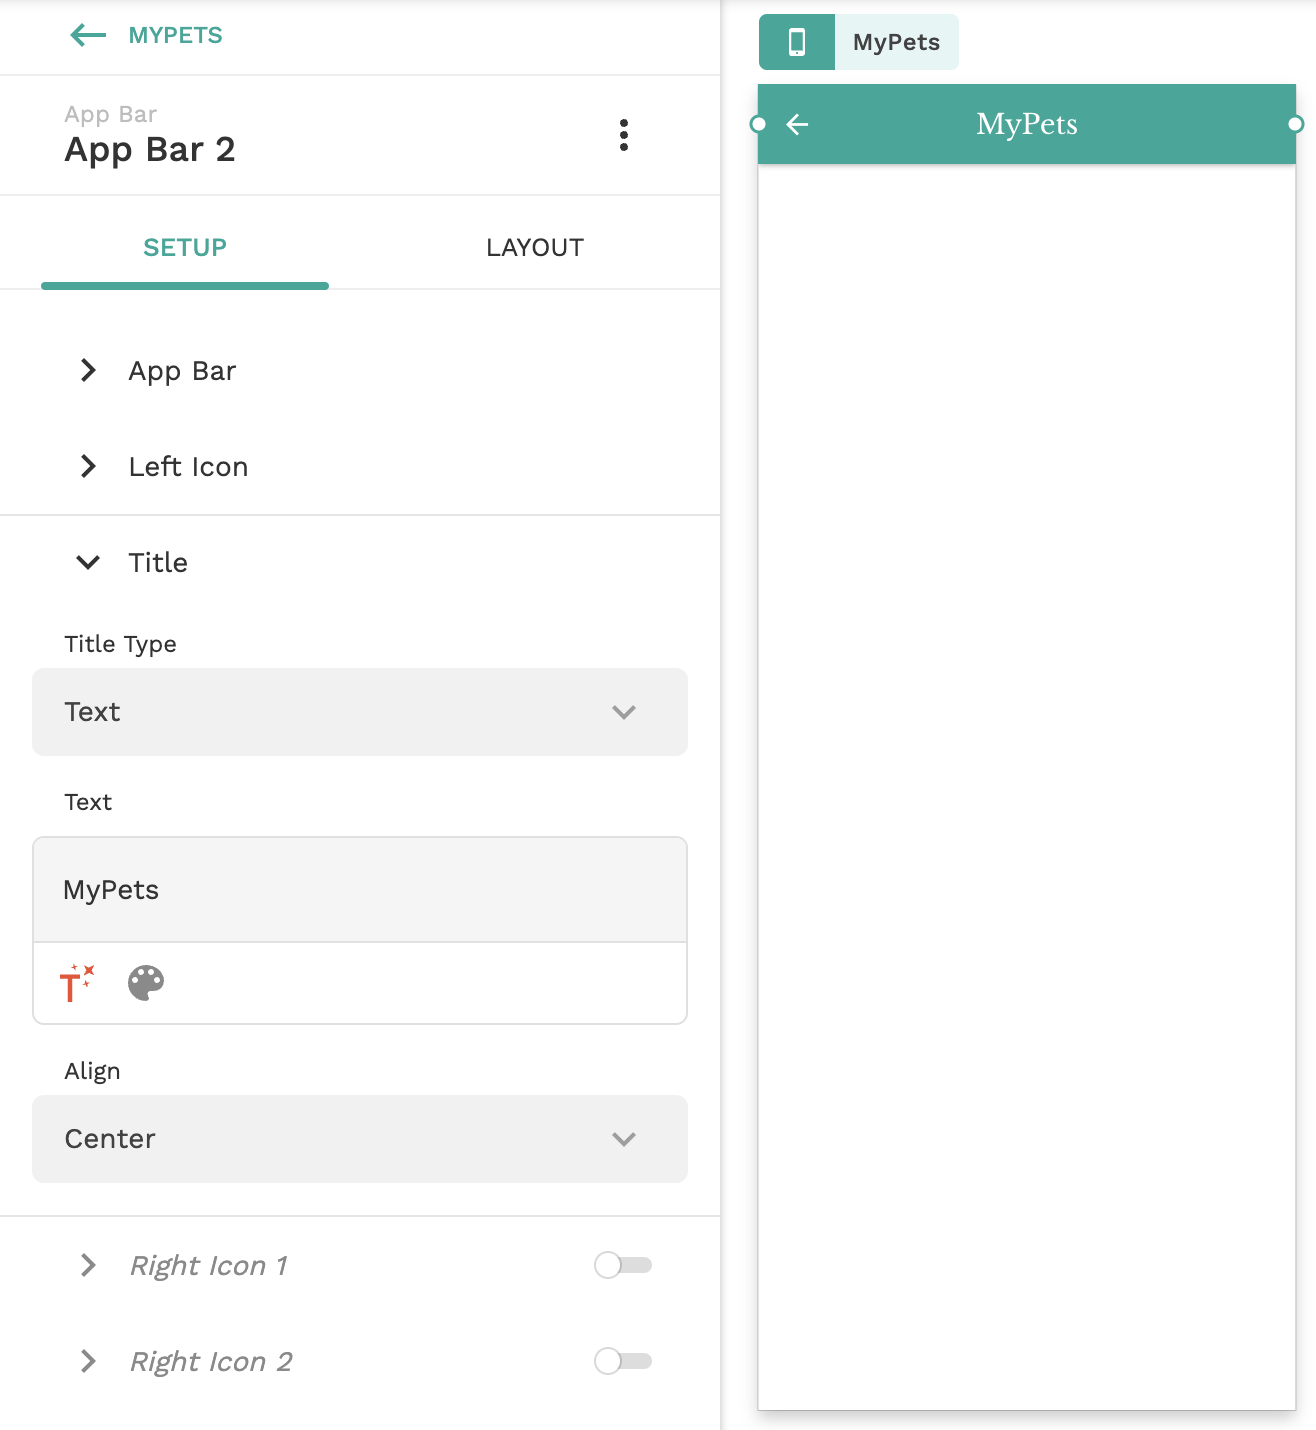 MYPETS
App Bar
App Bar 2
SETUP
LAYOUT
App Bar
Left Icon
Title
Title Type
Text
Text
MyPets
Align
Center
Right Icon 1
Right Icon 2
MyPets
MyPets